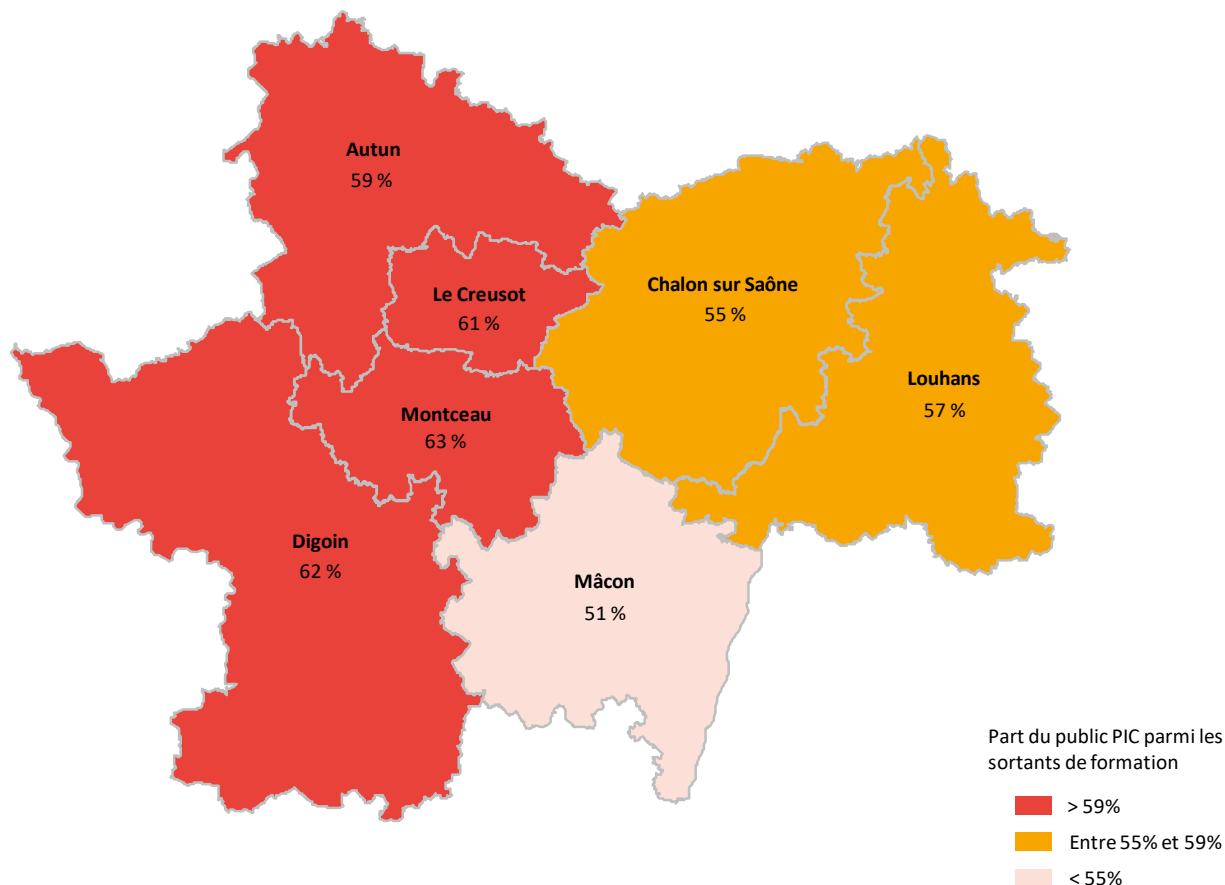 Autun
59 %
Le Creusot
61 %
Chalon sur Saône
55 %
Louhans
57 %
Montceau
63 %
Digoin
62 %
Mâcon
51 %
Part du public PIC parmi les
sortants de formation
> 59%
Entre 55% et 59%
< 55%